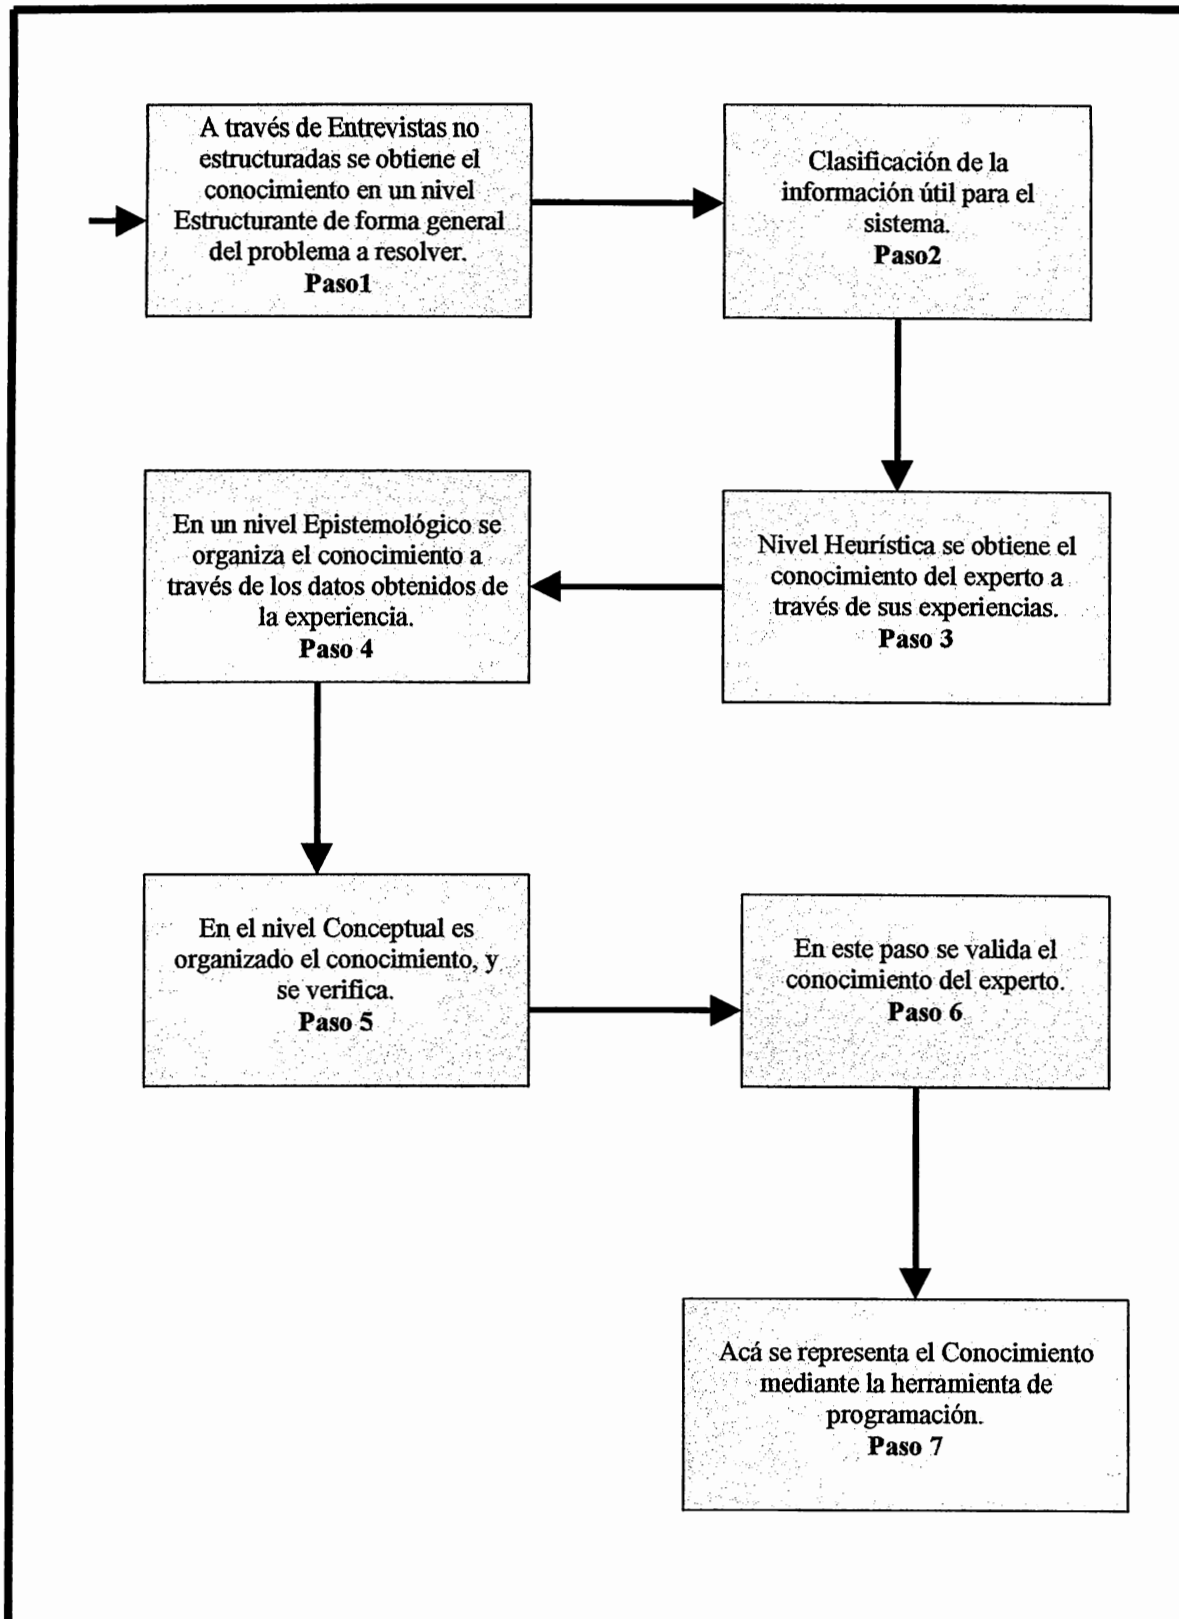 A través de Entrevistas no
estructuradas se obtiene el
conocimiento en un nivel
Estructurante de forma general
del problema a resolver.
Paso1
Clasificación de la
información útil para el
sistema.
Paso2
Nivel Heurística se obtiene el
conocimiento del experto a
través de sus experiencias.
Paso 3
En un nivel Epistemológico se
organiza el conocimiento a
través de los datos obtenidos de
la experiencia.
Paso 4
En el nivel Conceptual es
organizado el conocimiento, y
se verifica.
Paso 5
En este paso se valida el
conocimiento del experto.
Paso 6
Acá se representa el Conocimiento
mediante la herramienta de
programación.
Paso 7